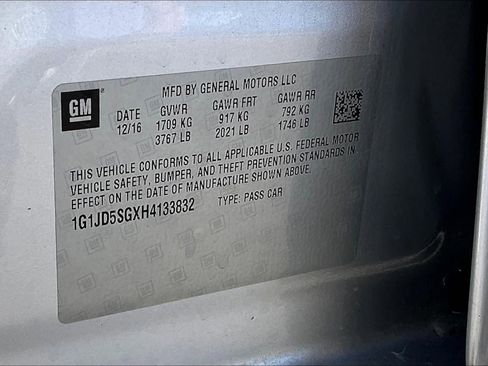 MFD BY GENERAL MOTORS LLC
GM
DATE GVWR GAWR FRT GAWR RR
12/16 1709 KG 917 KG 792 KG
3767 LB 2021 LB 1746 LB
THIS VEHICLE CONFORMS TO ALL APPLICABLE U.S. FEDERAL MOTOR
VEHICLE SAFETY, BUMPER, AND THEFT PREVENTION STANDARDS IN
EFFECT ON THE DATE OF MANUFACTURE SHOWN ABOVE.
1G1JD5SGXH4133832 TYPE: PASS CAR